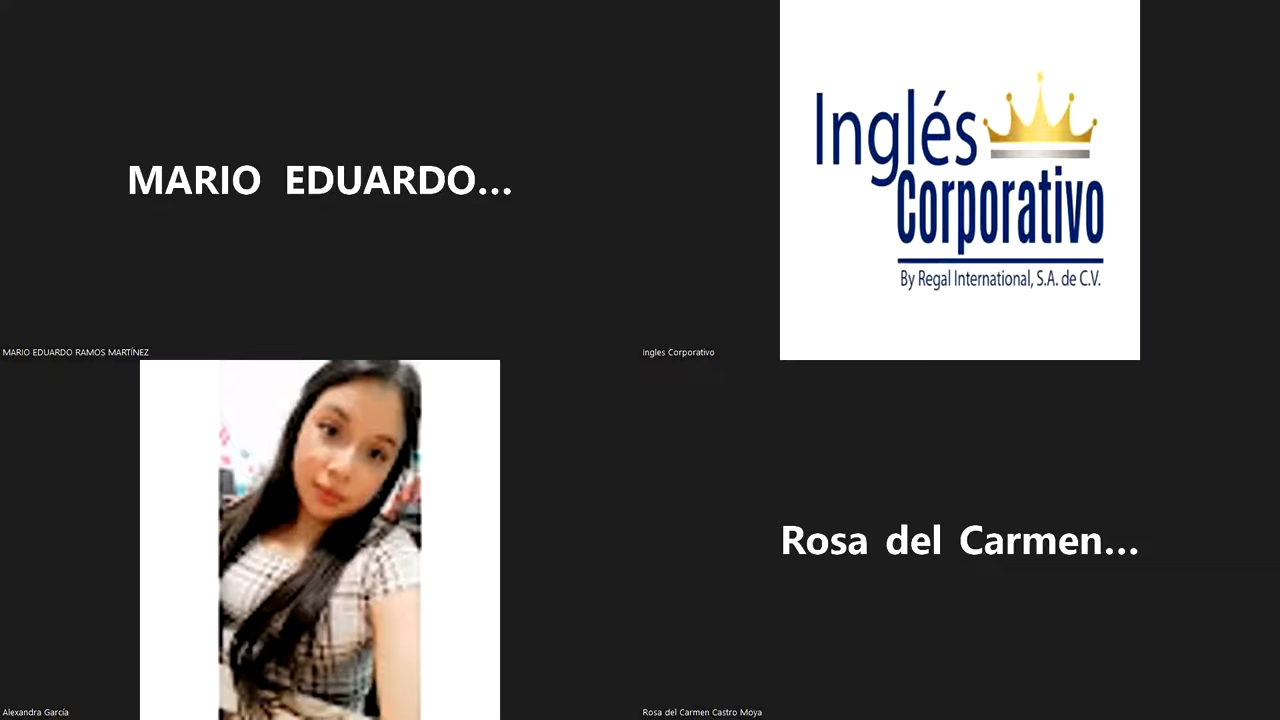 MARIO EDUARDO...
MARIO EDUARDO RAMOS MARTÍNEZ
Inglés
Corporativo
By Regal International, S.A. de C.V.
Ingles Corporativo
Alexandra García
Rosa del Carmen...
Rosa del Carmen Castro Moya